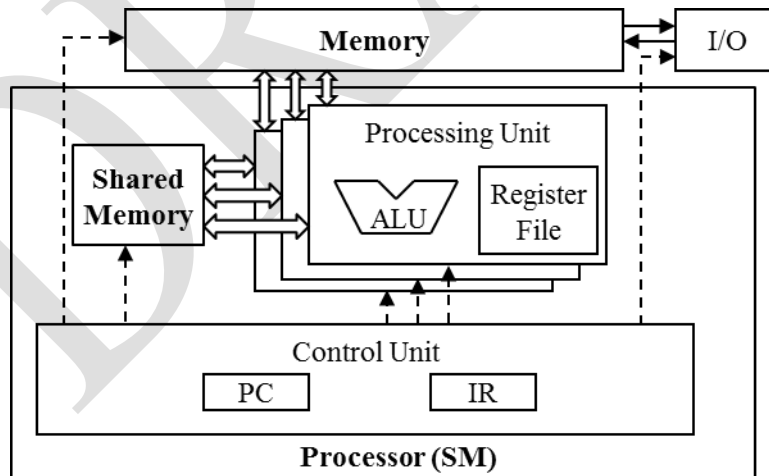 Memory
I/O
Processing Unit
Shared
Memory
ALU
Register
File
Control Unit
PC
IR
Processor (SM)